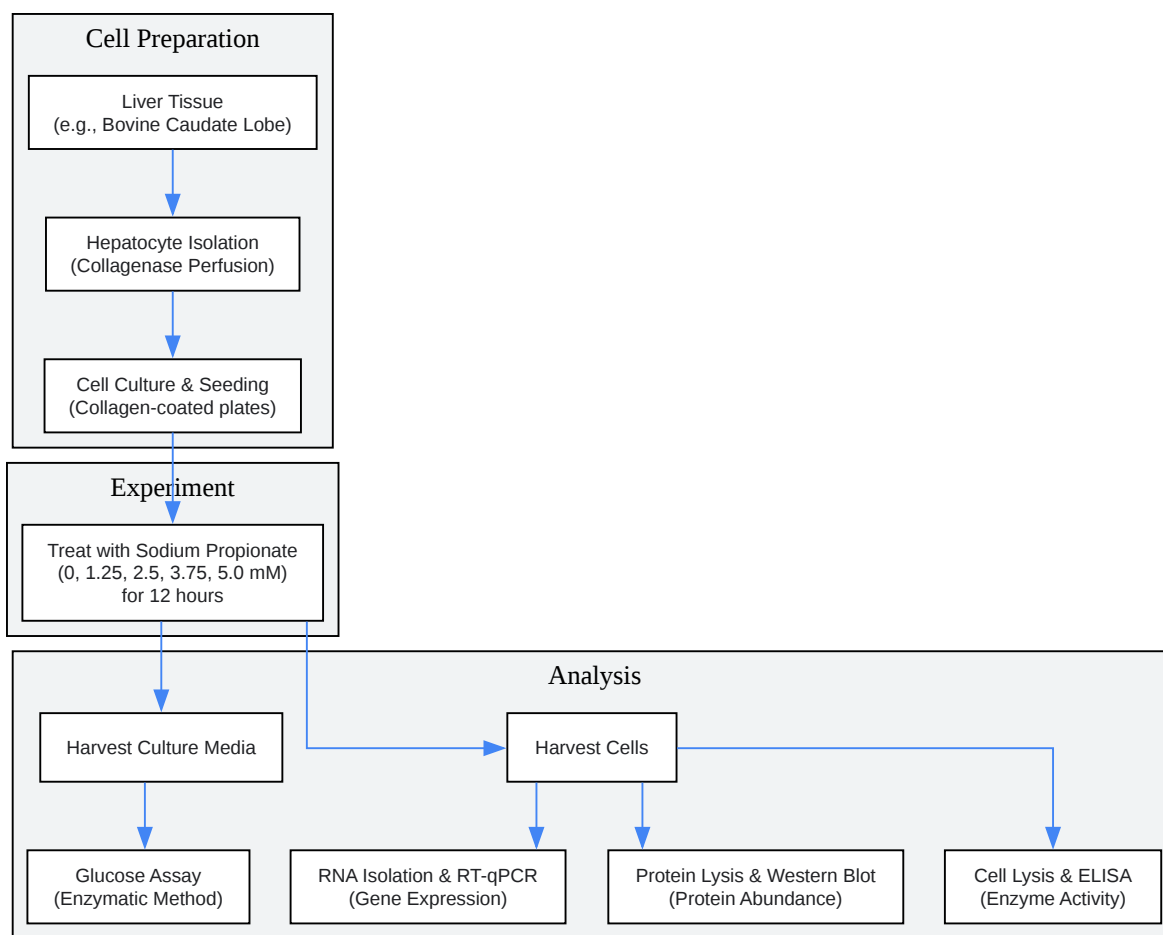 Cell Preparation
Liver Tissue
(e.g., Bovine Caudate Lobe)
Hepatocyte Isolation
(Collagenase Perfusion)
Cell Culture & Seeding
(Collagen-coated plates)
Experiment
Treat with Sodium Propionate
(0, 1.25, 2.5, 3.75, 5.0 mM)
for 12 hours
Analysis
Harvest Culture Media
Harvest Cells
Glucose Assay
(Enzymatic Method)
RNA Isolation & RT-qPCR
(Gene Expression)
Protein Lysis & Western Blot
(Protein Abundance)
Cell Lysis & ELISA
(Enzyme Activity)